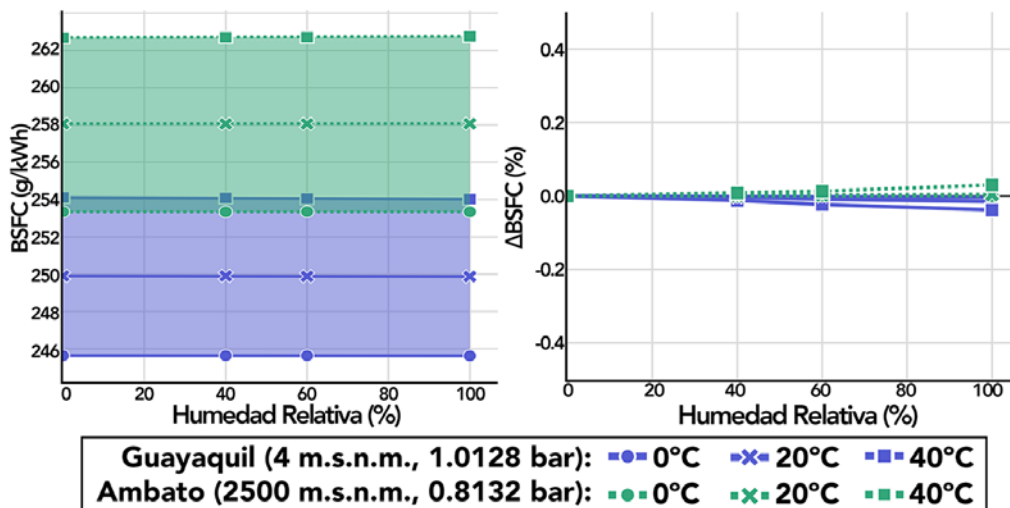 BSFC (g/kWh)
262
260
258
256
254
252
250
248
246
0 20 40 60 80 100
Humedad Relativa (%)
ΔBSFC (%)
0.4
0.2
0.0
-0.2
-0.4
0 20 40 60 80 100
Humedad Relativa (%)
Guayaquil (4 m.s.n.m., 1.0128 bar): 0°C 20°C 40°C
Ambato (2500 m.s.n.m., 0.8132 bar): 0°C 20°C 40°C